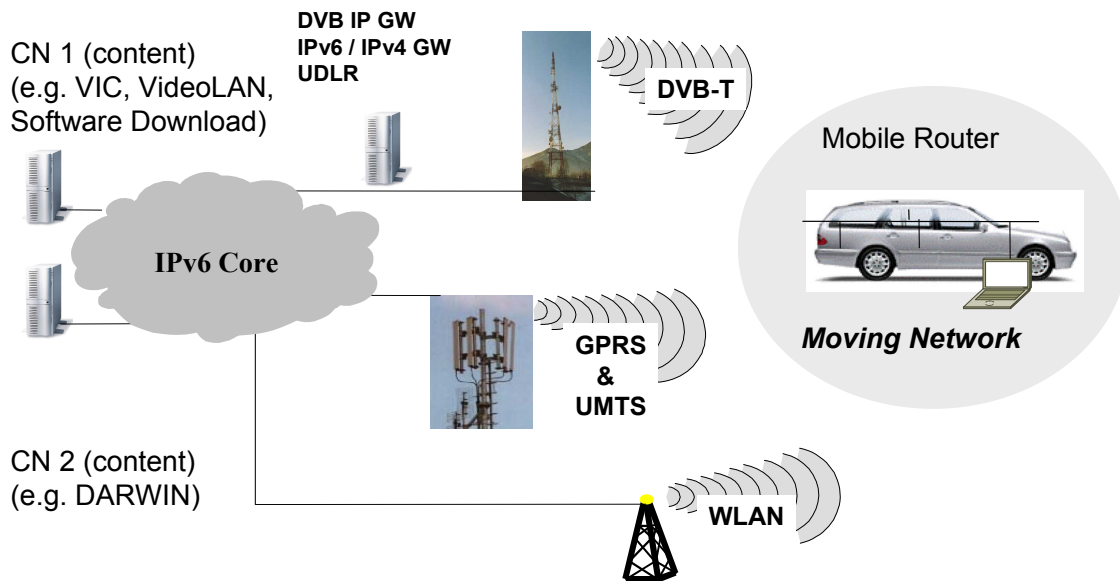 DVB IP GW
IPv6 / IPv4 GW
UDLR
CN 1 (content)
(e.g. VIC, VideoLAN,
Software Download)
DVB-T
Mobile Router
IPv6 Core
Moving Network
GPRS
&
UMTS
CN 2 (content)
(e.g. DARWIN)
WLAN